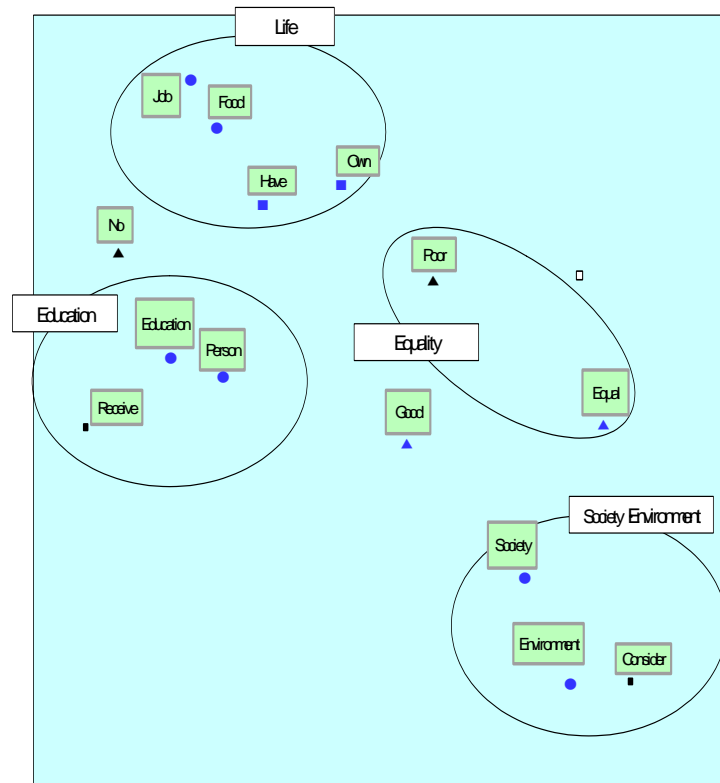 Life
Job
Food
Own
Have
No
Poor
Education
Education
Person
Equality
Receive
Good
Equal
Society Environment
Society
Environment
Consider